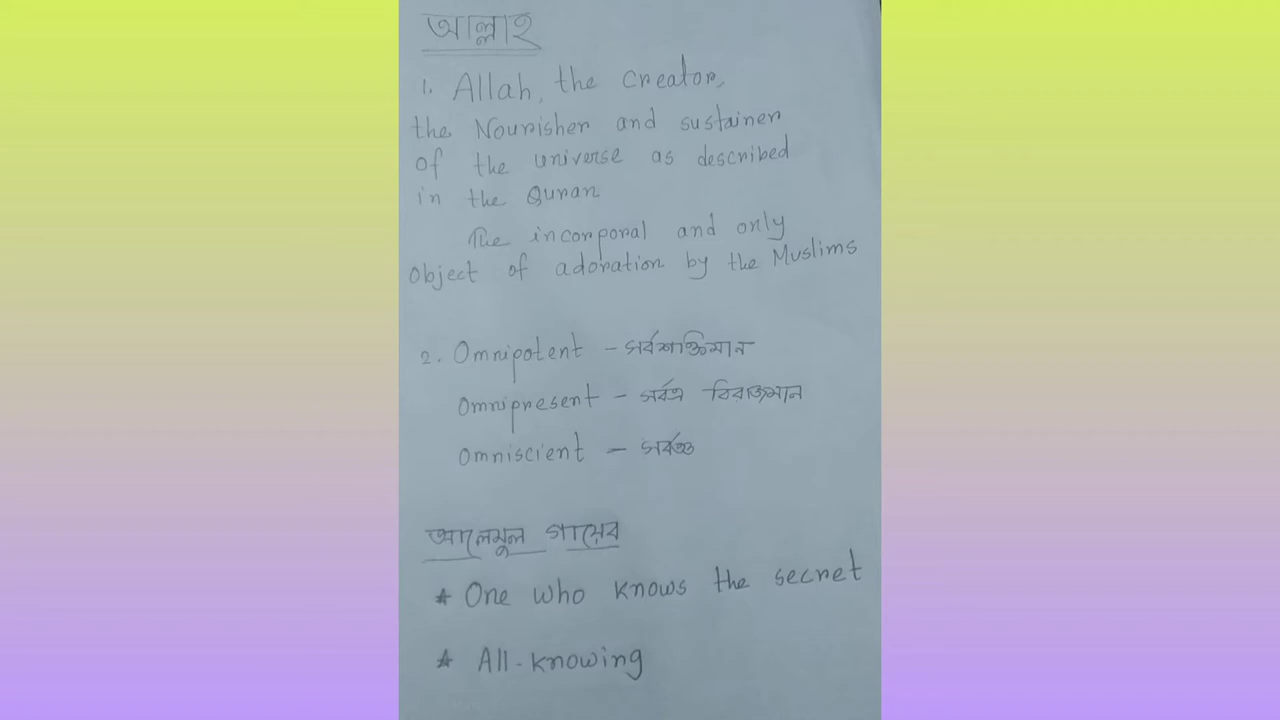 আল্লাহ
1. Allah, the creator,
the Nourisher and sustainer
of the universe as described
in the Quran
The incorporal and only
object of adoration by the Muslims
2. Omnipotent - সর্বশক্তিমান
Omnipresent - সর্বত্র বিরাজমান
Omniscient - সর্বজ্ঞ
আলেমুল গায়েব
* One who knows the secret
* All-knowing